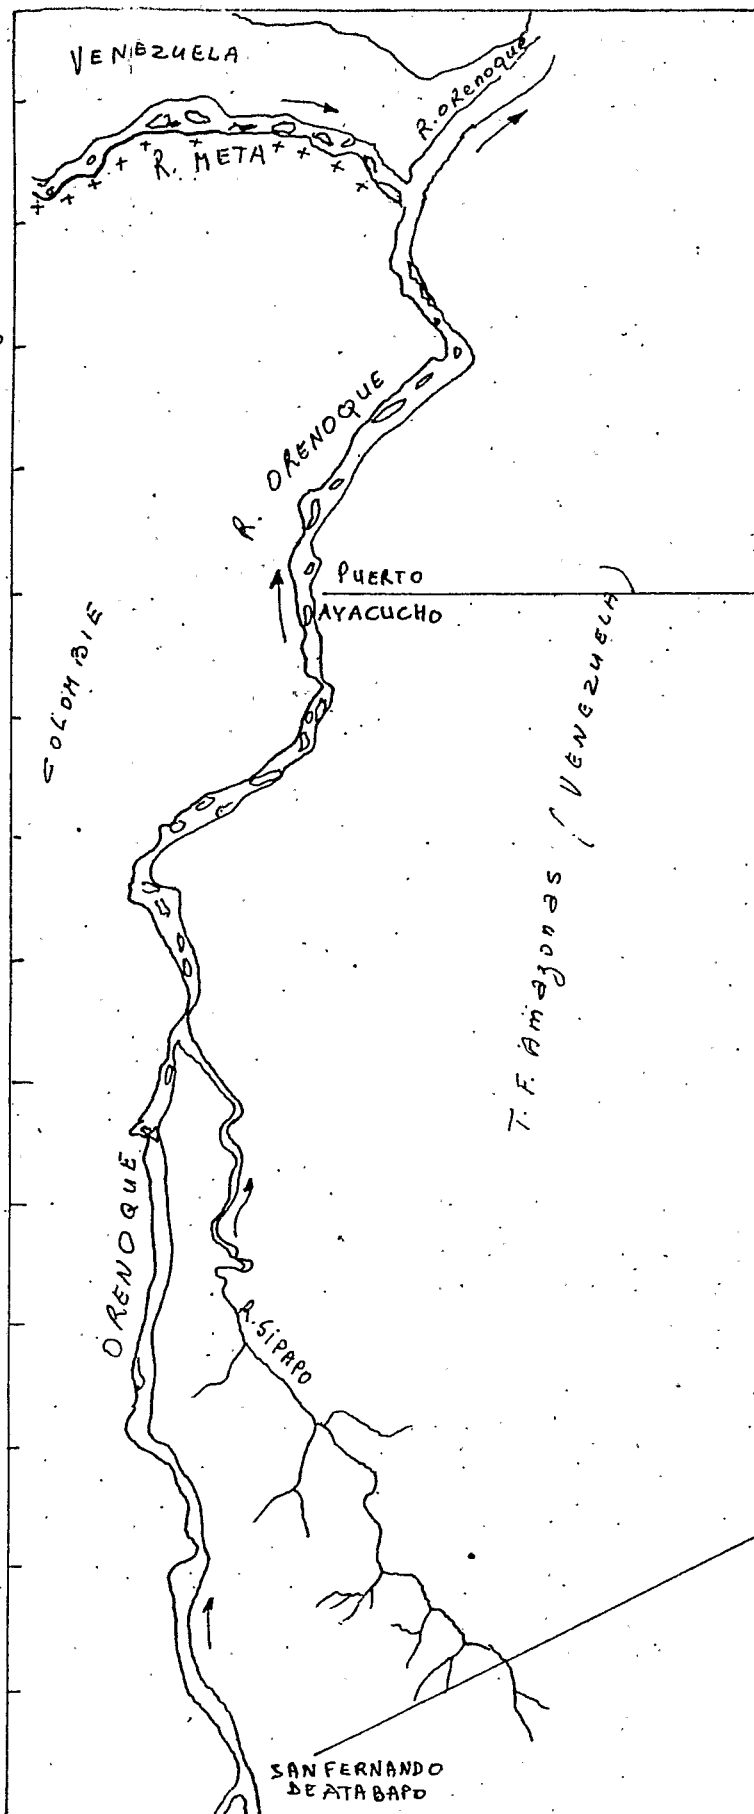 VENEZUELA
R. ORenoque
R. META
R. ORENOQUE
PUERTO
AYACUCHO
COLOMBIE
T. F. Amazonas / VENEZUELA
ORENOQUE
R. SIPAPO
SAN FERNANDO
DE ATABAPO